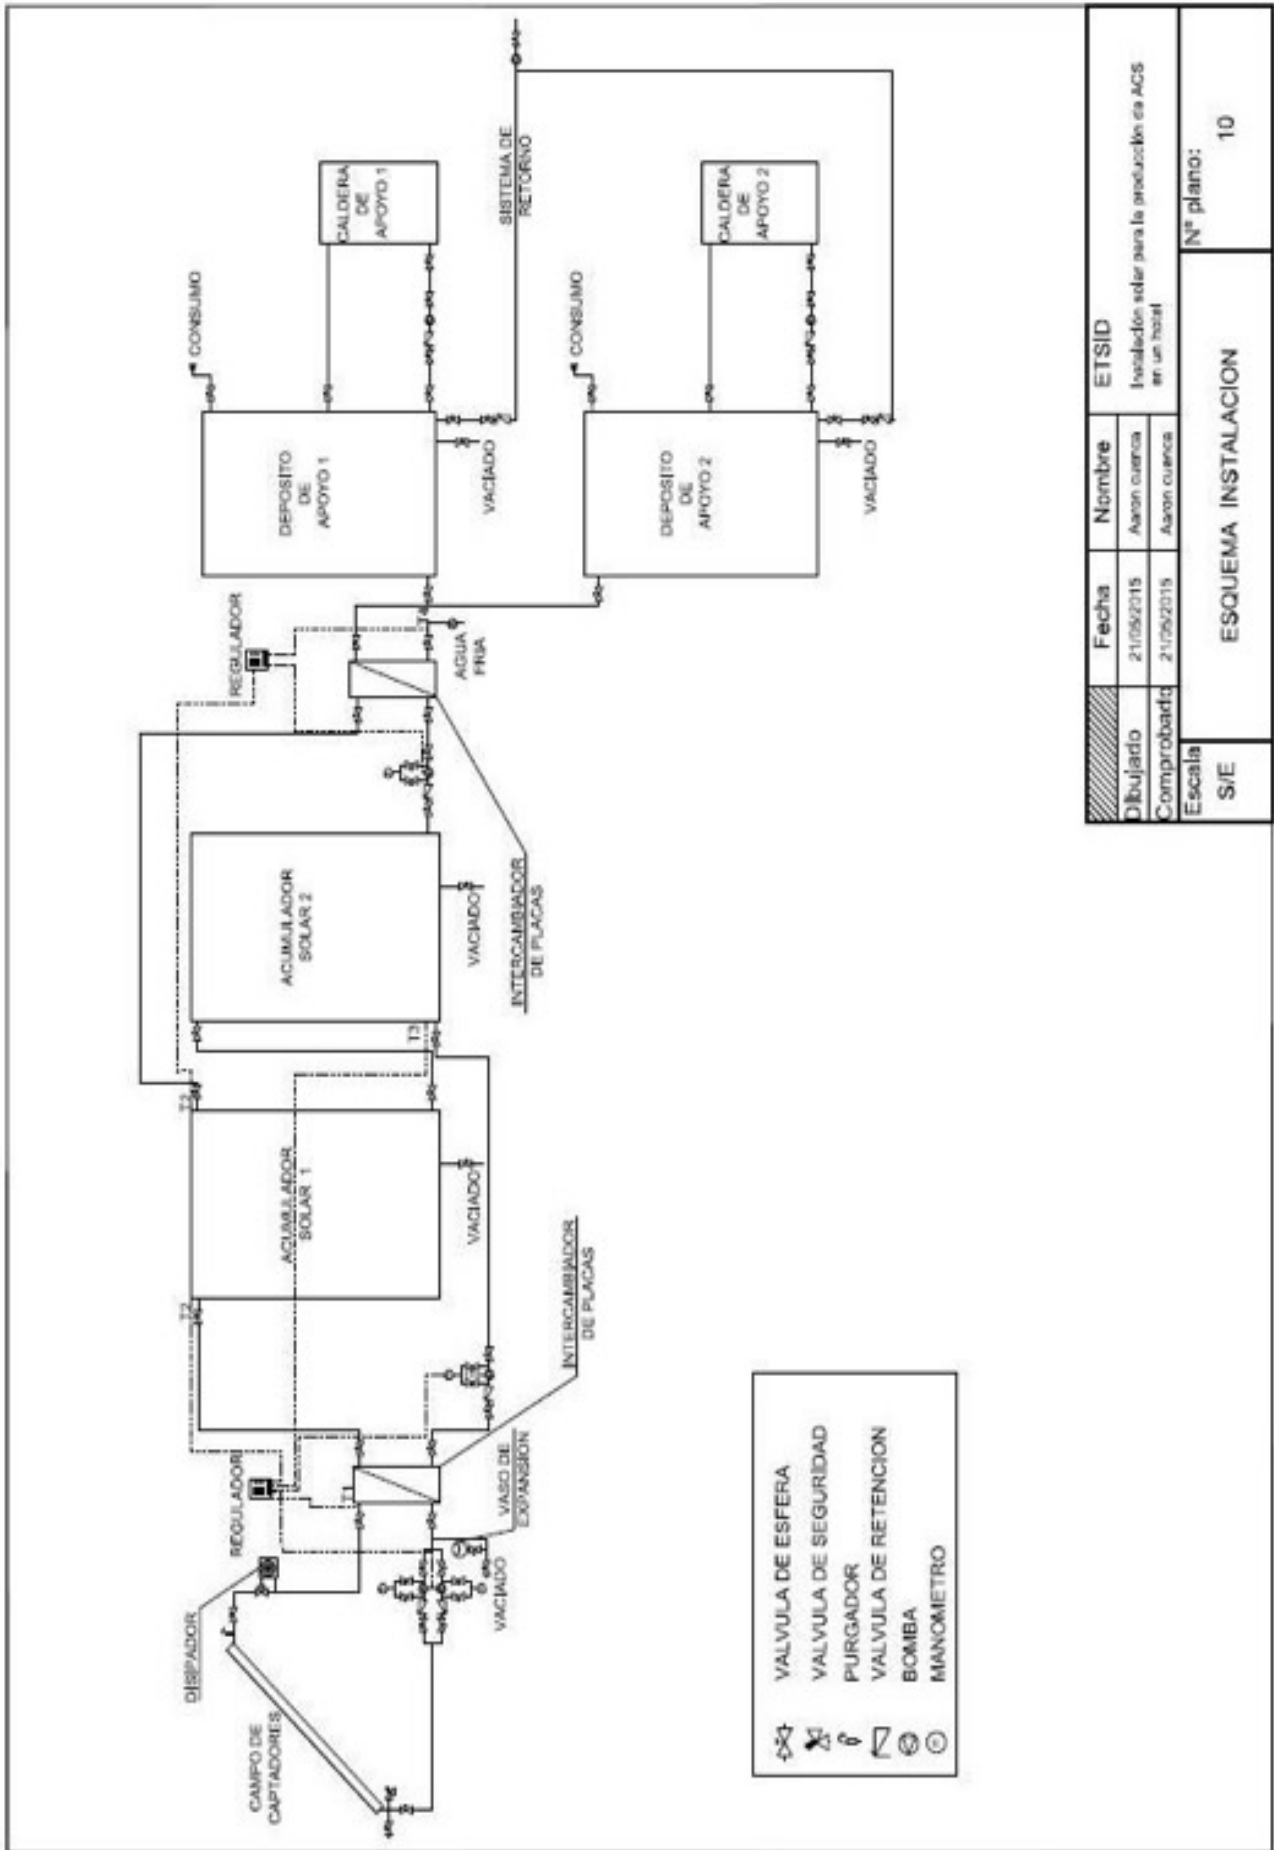 CAMPO DE
CAPTADORES
DISIPADOR
REGULADOR
T1
VACIADO
VASO DE
EXPANSION
INTERCAMBIADOR
DE PLACAS
T2
ACUMULADOR
SOLAR 1
VACIADO
T2
T3
ACUMULADOR
SOLAR 2
VACIADO
INTERCAMBIADOR
DE PLACAS
REGULADOR
T4
AGUA
FRIA
DEPOSITO
DE
APOYO 1
VACIADO
CONSUMO
CALDERA
DE
APOYO 1
SISTEMA DE
RETORNO
DEPOSITO
DE
APOYO 2
VACIADO
CONSUMO
CALDERA
DE
APOYO 2
VALVULA DE ESFERA
VALVULA DE SEGURIDAD
PURGADOR
VALVULA DE RETENCION
BOMBA
MANOMETRO
Fecha Nombre ETSID
Dibujado 21/05/2015 Aaron cuenca
Comprobado 21/05/2015 Aaron cuenca
Instalación solar para la producción de ACS
en un hotel
Escala
S/E
ESQUEMA INSTALACION
Nº plano:
10